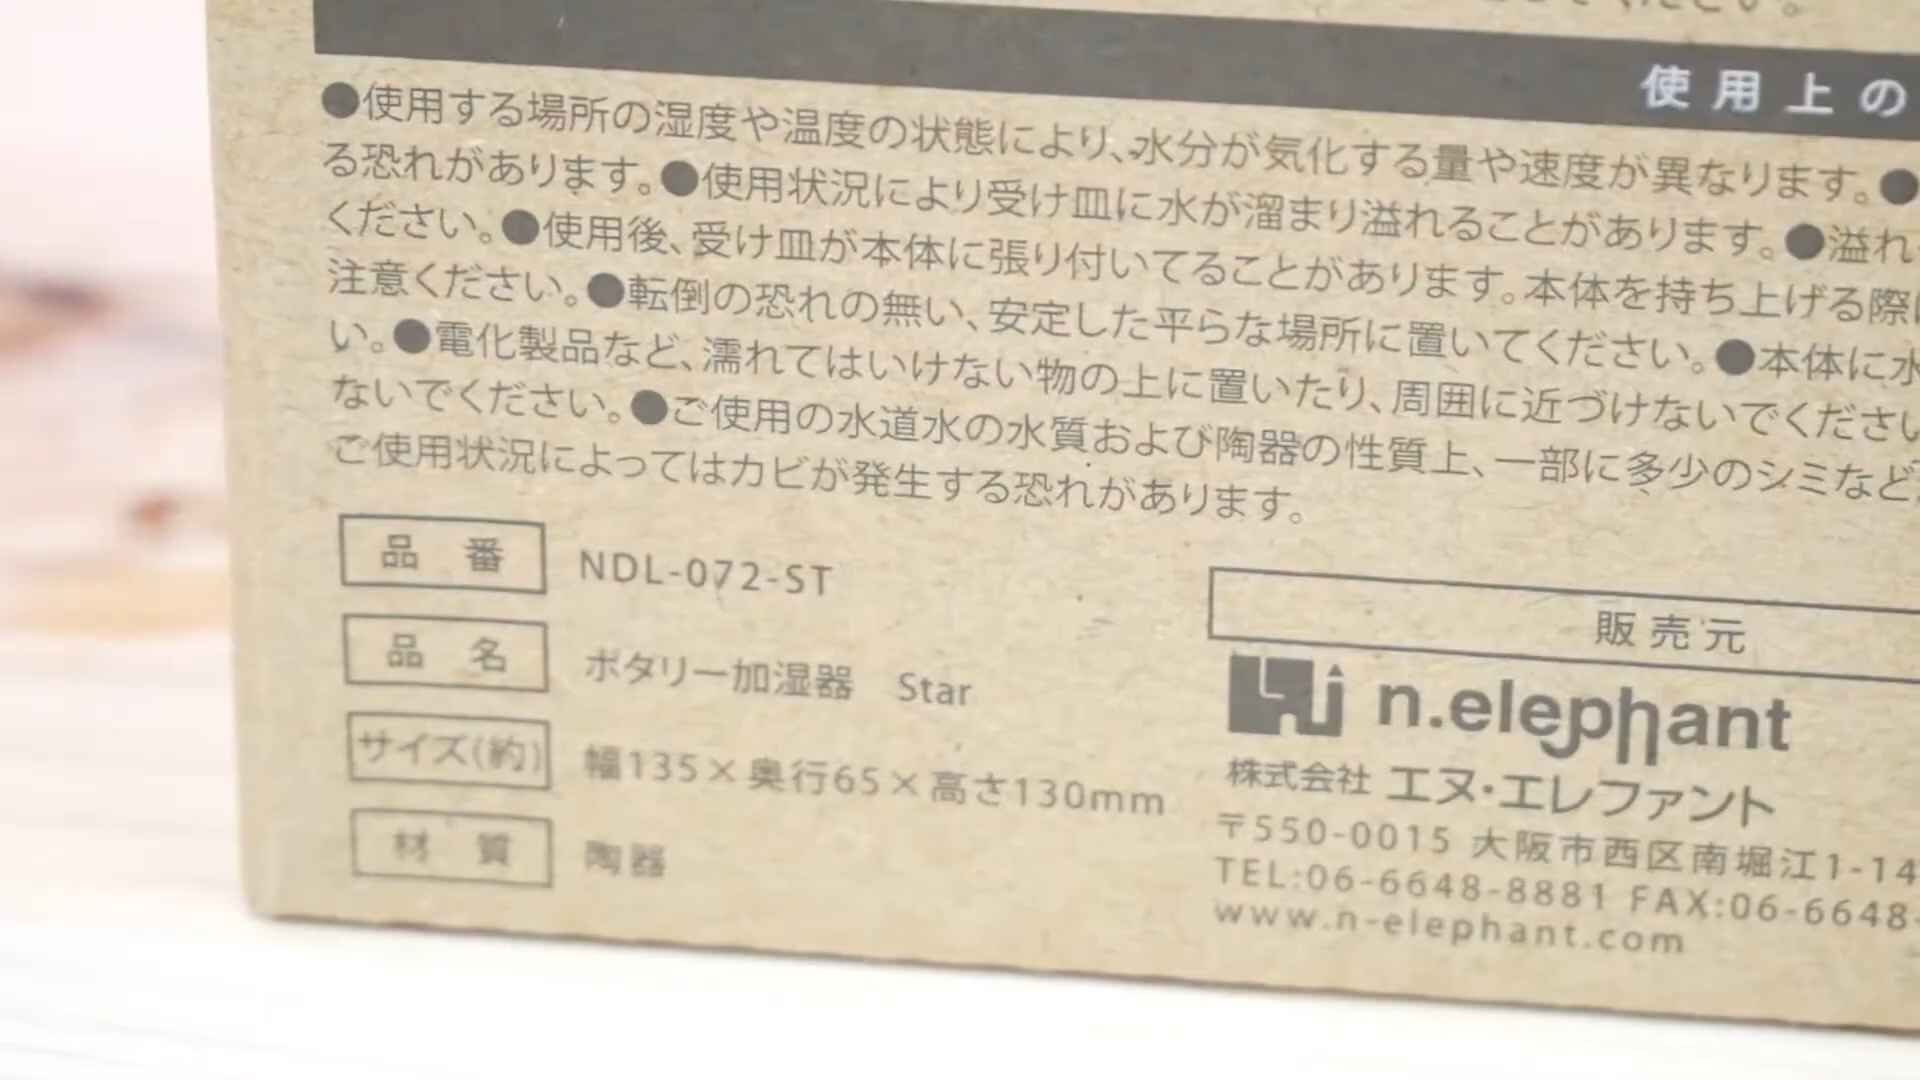 ください。
使用上の
●使用する場所の湿度や温度の状態により、水分が気化する量や速度が異なります。●
る恐れがあります。●使用状況により受け皿に水が溜まり溢れることがあります。●溢れ
ください。●使用後、受け皿が本体に張り付いてることがあります。本体を持ち上げる際
注意ください。●転倒の恐れの無い、安定した平らな場所に置いてください。●本体に水
い。●電化製品など、濡れてはいけない物の上に置いたり、周囲に近づけないでください
ないでください。●ご使用の水道水の水質および陶器の性質上、一部に多少のシミなど
ご使用状況によってはカビが発生する恐れがあります。
品番 NDL-072-ST
品名 ポタリー加湿器 Star
サイズ(約) 幅135×奥行65×高さ130mm
材質 陶器
販売元
n.elephant
株式会社 エヌ・エレファント
〒550-0015 大阪市西区南堀江1-14
TEL:06-6648-8881 FAX:06-6648-
www.n-elephant.com